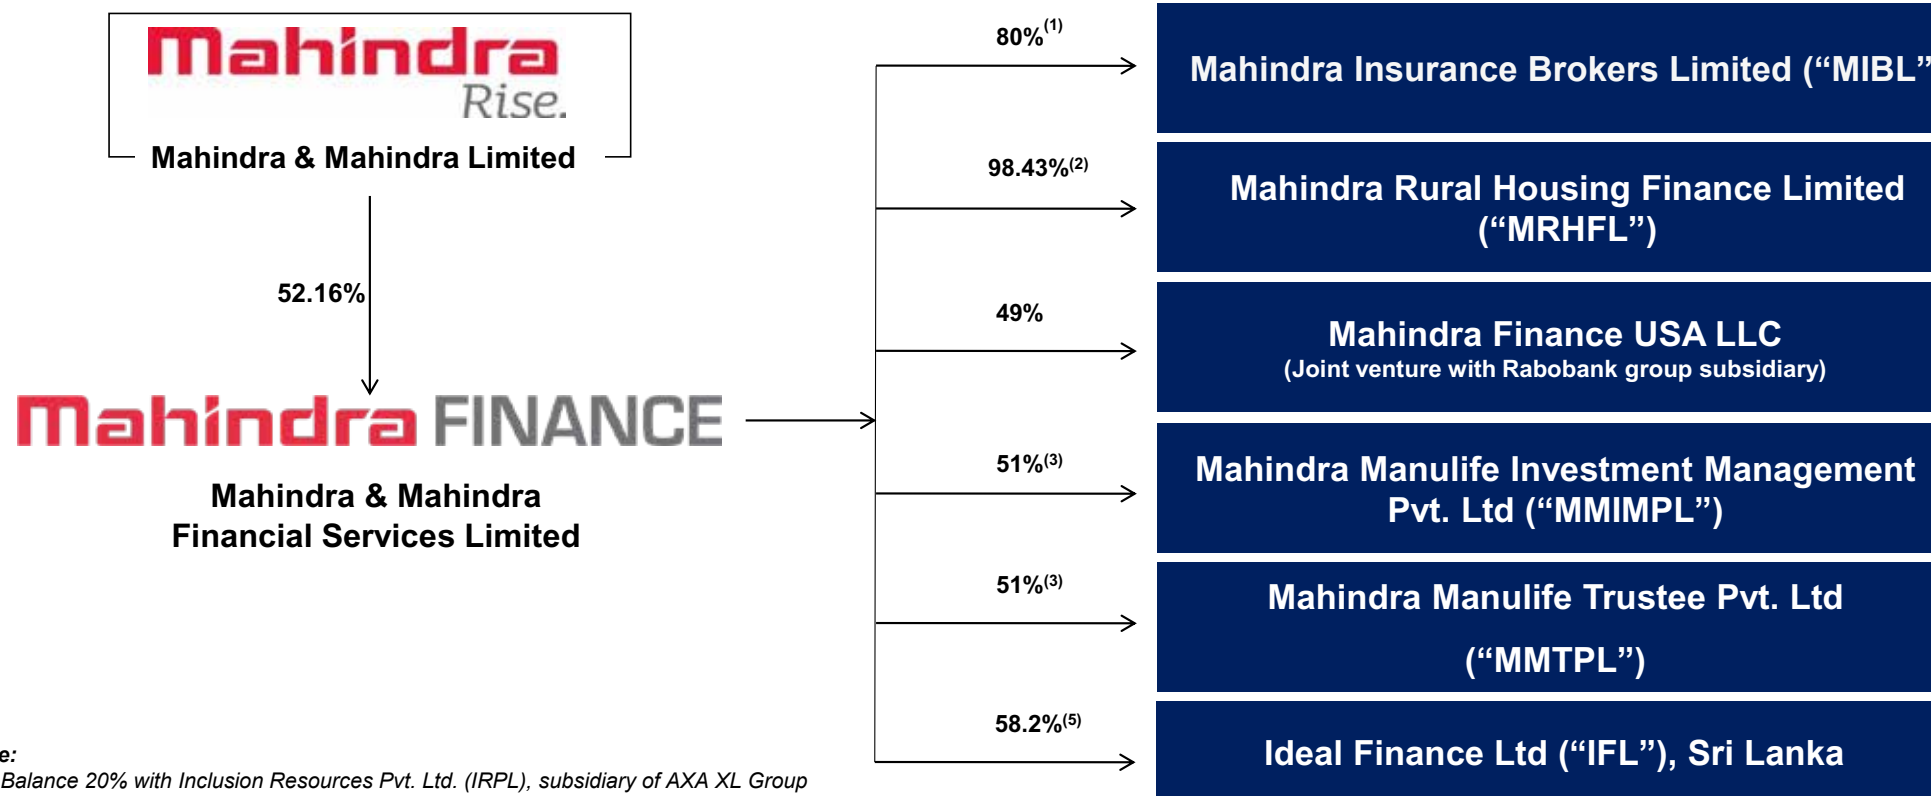 Mahindra
Rise.
Mahindra & Mahindra Limited
52.16%
Mahindra FINANCE
Mahindra & Mahindra
Financial Services Limited
80%(1)
Mahindra Insurance Brokers Limited (“MIBL”
98.43%(2)
Mahindra Rural Housing Finance Limited
(“MRHFL”)
49%
Mahindra Finance USA LLC
(Joint venture with Rabobank group subsidiary)
51%(3)
Mahindra Manulife Investment Management
Pvt. Ltd (“MMIMPL”)
51%(3)
Mahindra Manulife Trustee Pvt. Ltd
(“MMTPL”)
58.2%(5)
Ideal Finance Ltd (“IFL”), Sri Lanka
e:
Balance 20% with Inclusion Resources Pvt. Ltd. (IRPL), subsidiary of AXA XL Group